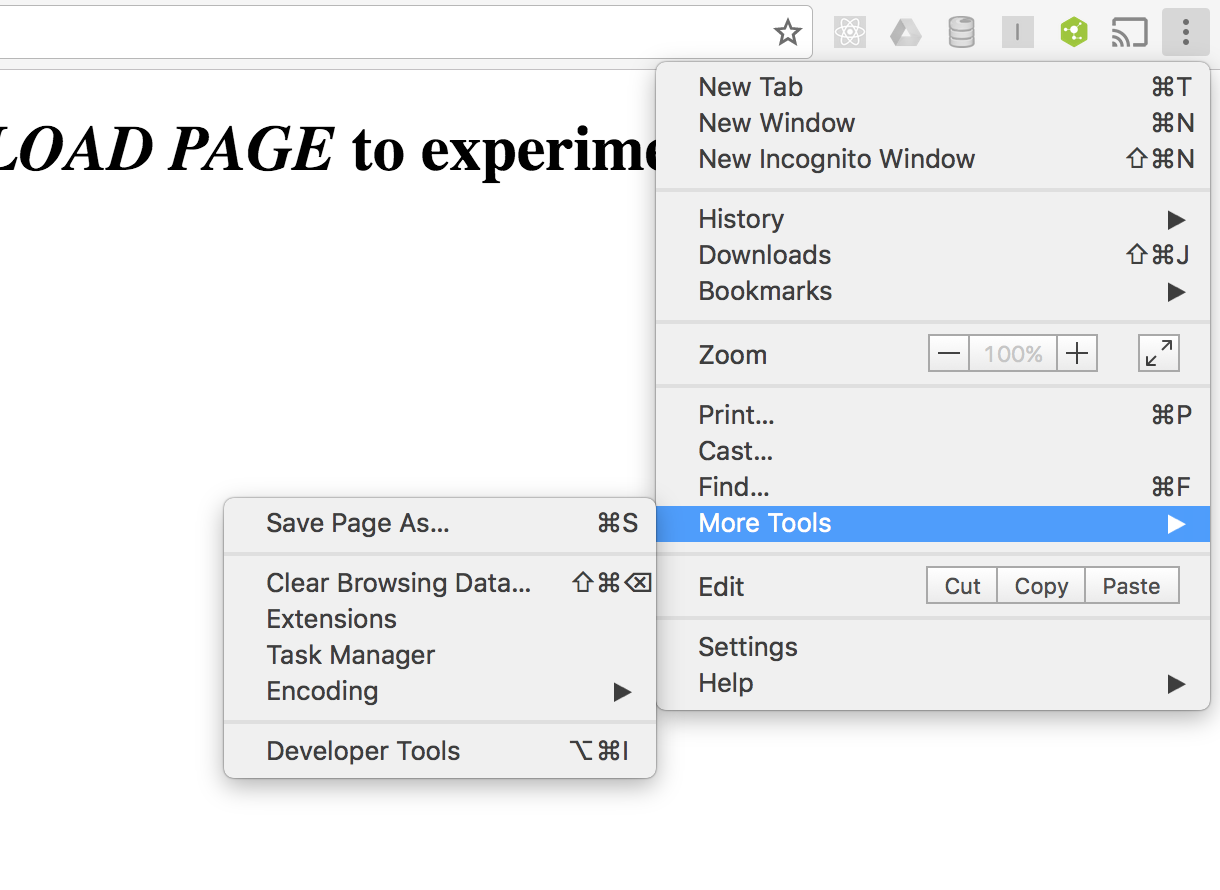 LOAD PAGE to experime
New Tab ⌘T
New Window ⌘N
New Incognito Window ⇧⌘N
History ▶
Downloads ⇧⌘J
Bookmarks ▶
Zoom — 100% +
Print... ⌘P
Cast...
Find... ⌘F
More Tools ▶
Edit Cut Copy Paste
Settings
Help ▶
Save Page As... ⌘S
Clear Browsing Data... ⇧⌘⌫
Extensions
Task Manager
Encoding ▶
Developer Tools ⌥⌘I